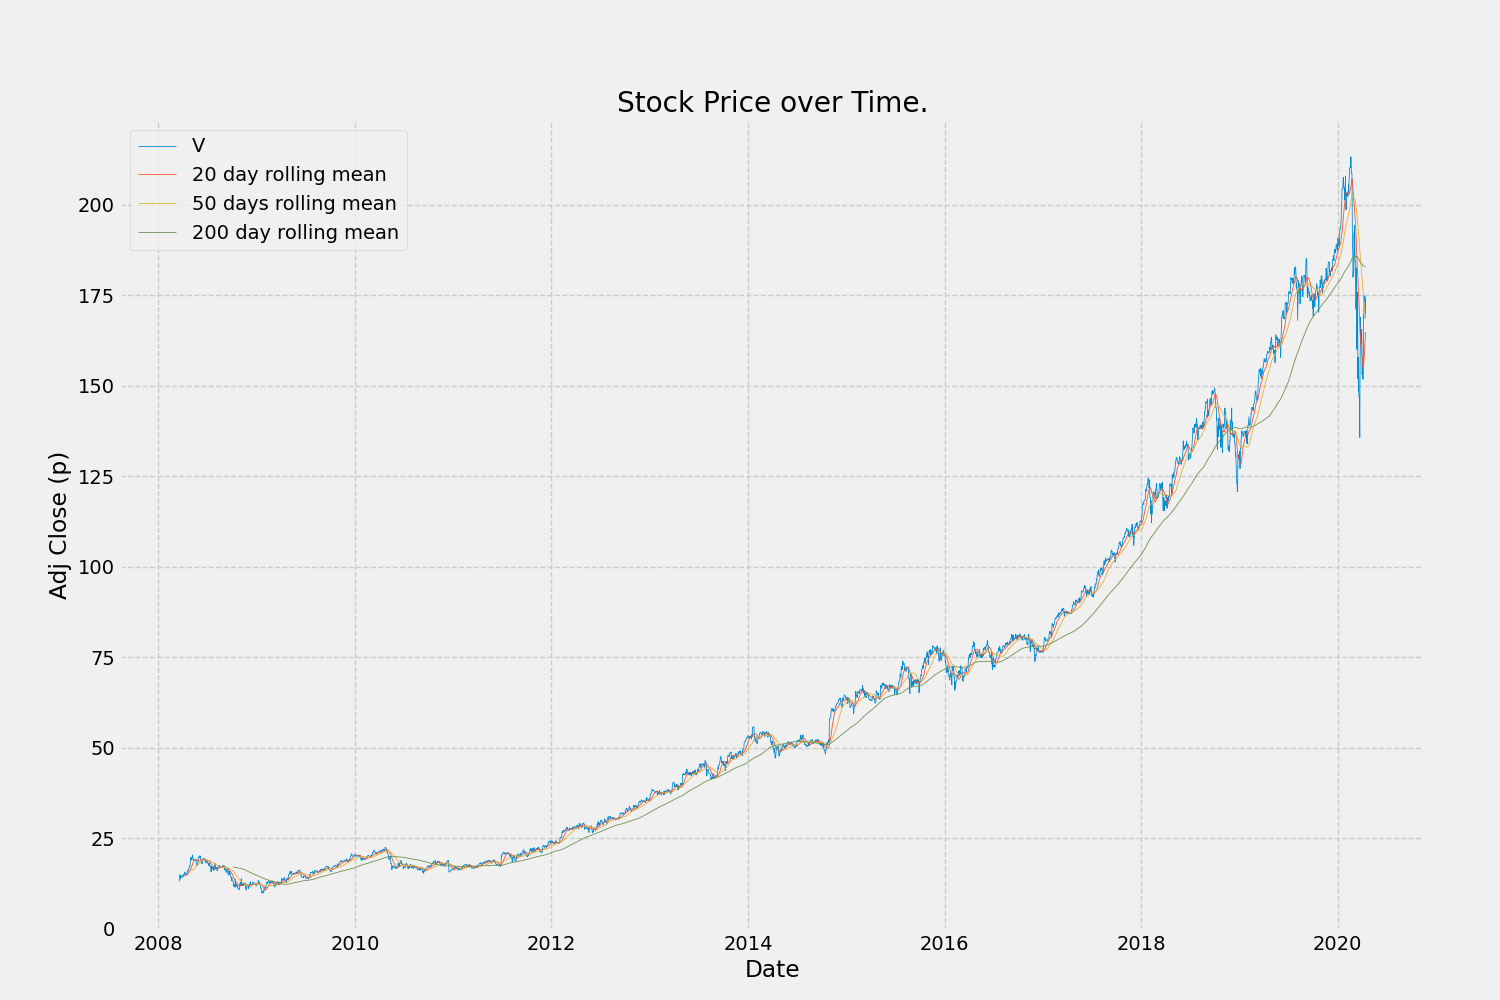 Stock Price over Time.
V
20 day rolling mean
50 days rolling mean
200 day rolling mean
Adj Close (p)
200
175
150
125
100
75
50
25
0
2008 2010 2012 2014 2016 2018 2020
Date